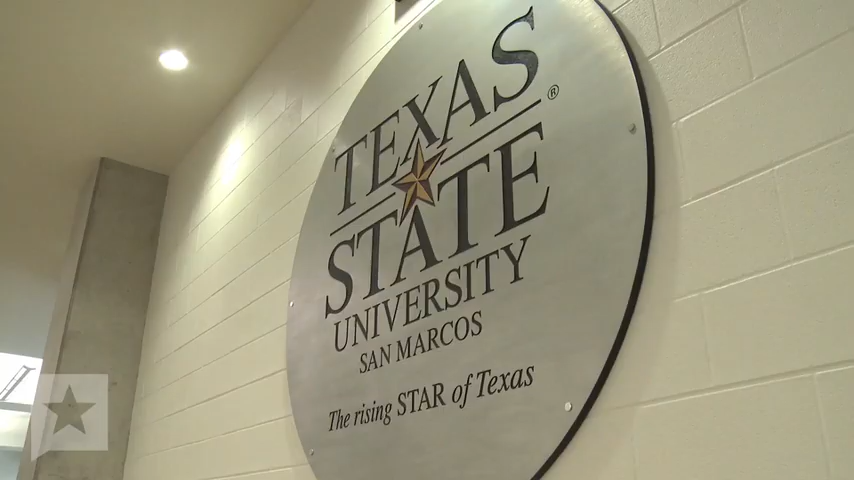 TEXAS ®
STATE
UNIVERSITY
SAN MARCOS
The rising STAR of Texas